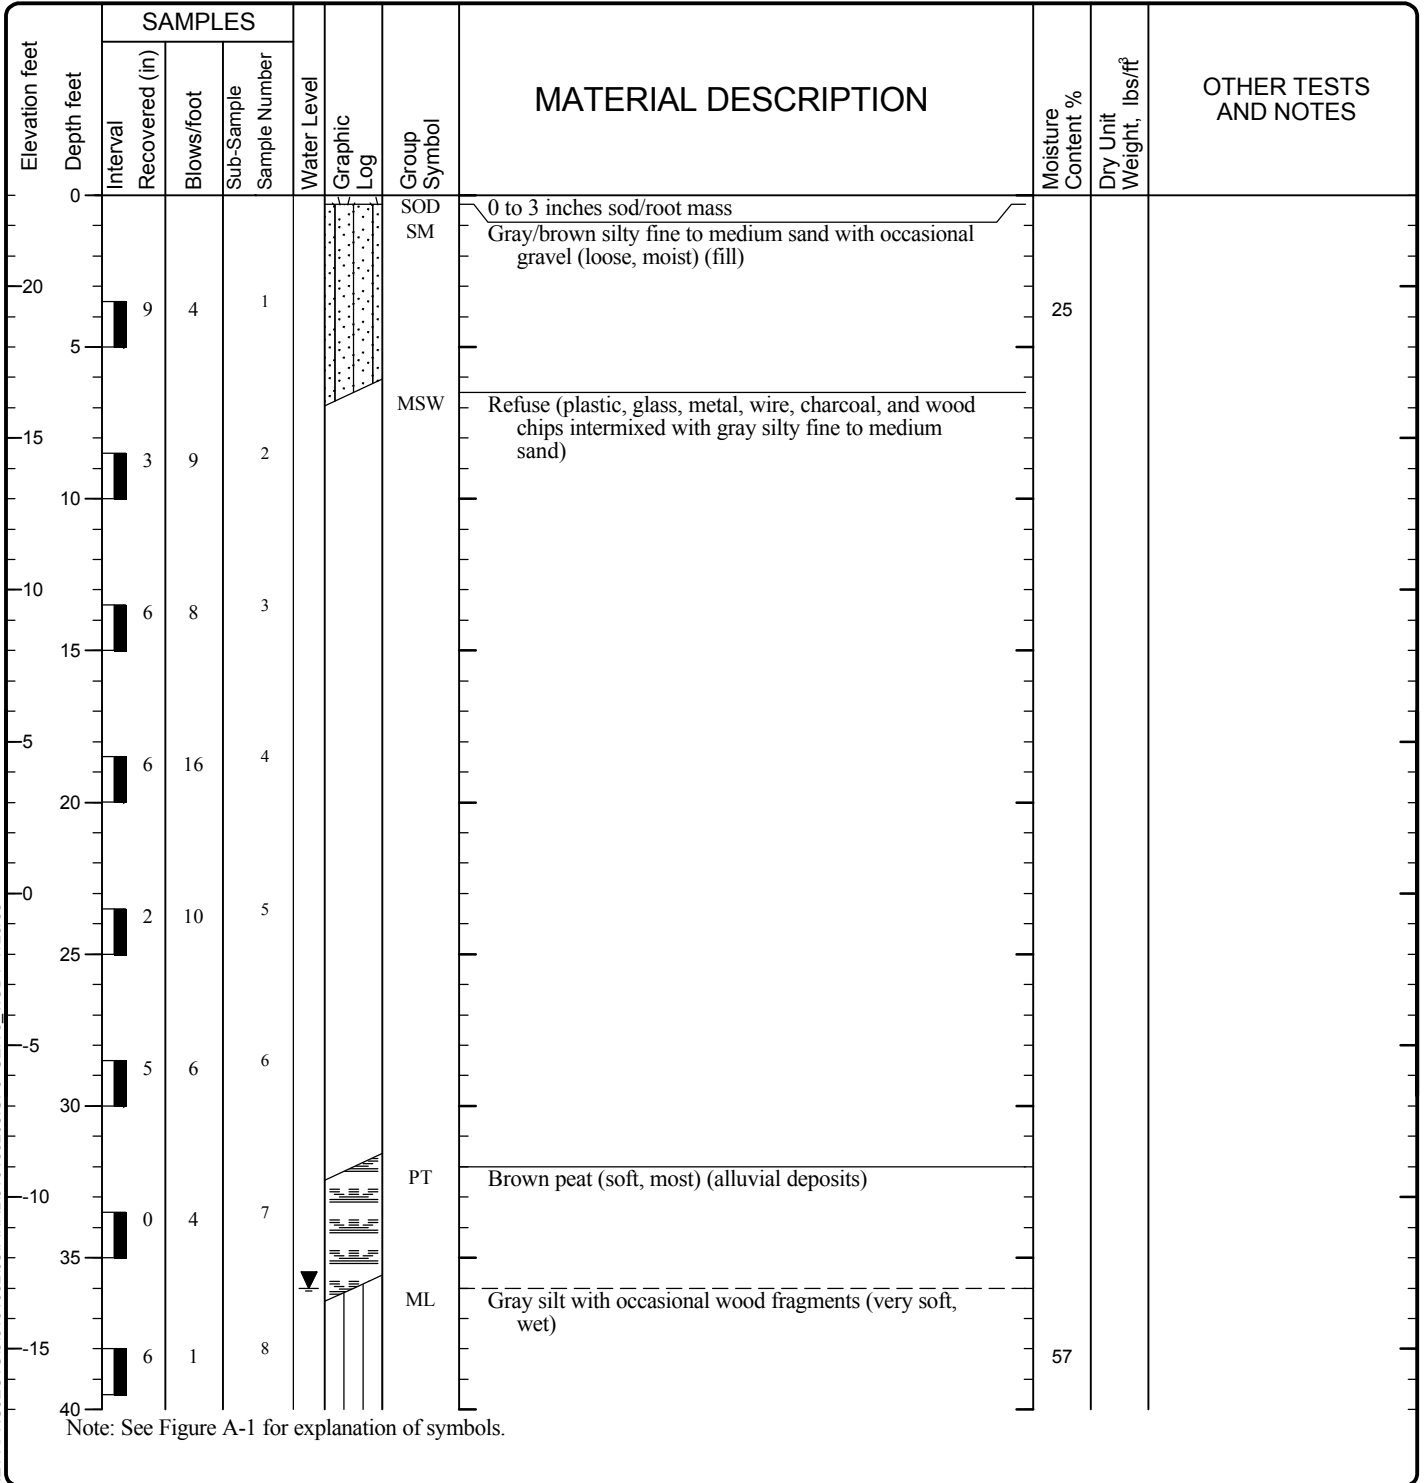 SAMPLES
Elevation feet
Depth feet
Interval
Recovered (in)
Blows/foot
Sub-Sample
Sample Number
Water Level
Graphic
Log
Group
Symbol
MATERIAL DESCRIPTION
Moisture
Content %
Dry Unit
Weight, lbs/ft³
OTHER TESTS
AND NOTES
0
SOD 0 to 3 inches sod/root mass
SM Gray/brown silty fine to medium sand with occasional
gravel (loose, moist) (fill)
20
9 4 1 25
5
MSW Refuse (plastic, glass, metal, wire, charcoal, and wood
chips intermixed with gray silty fine to medium
sand)
15
3 9 2
10
10
6 8 3
15
5
6 16 4
20
0
2 10 5
25
-5
5 6 6
30
PT Brown peat (soft, most) (alluvial deposits)
-10
0 4 7
35
ML Gray silt with occasional wood fragments (very soft,
wet)
-15
6 1 8 57
40
Note: See Figure A-1 for explanation of symbols.